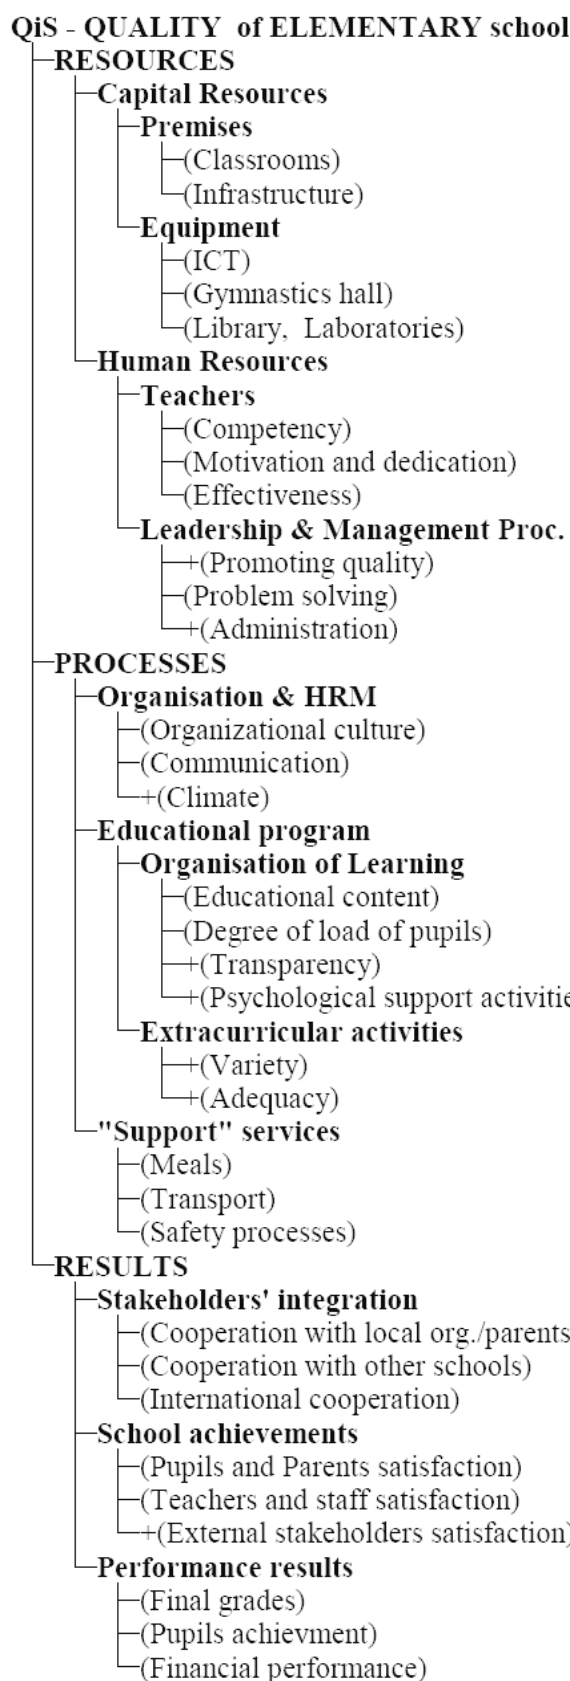 QiS - QUALITY of ELEMENTARY school
RESOURCES
Capital Resources
Premises
(Classrooms)
(Infrastructure)
Equipment
(ICT)
(Gymnastics hall)
(Library, Laboratories)
Human Resources
Teachers
(Competency)
(Motivation and dedication)
(Effectiveness)
Leadership & Management Proc.
+(Promoting quality)
(Problem solving)
+(Administration)
PROCESSES
Organisation & HRM
(Organizational culture)
(Communication)
+(Climate)
Educational program
Organisation of Learning
(Educational content)
(Degree of load of pupils)
+(Transparency)
+(Psychological support activitie
Extracurricular activities
+(Variety)
+(Adequacy)
"Support" services
(Meals)
(Transport)
(Safety processes)
RESULTS
Stakeholders' integration
(Cooperation with local org./parents
(Cooperation with other schools)
(International cooperation)
School achievements
(Pupils and Parents satisfaction)
(Teachers and staff satisfaction)
+(External stakeholders satisfaction)
Performance results
(Final grades)
(Pupils achievment)
(Financial performance)